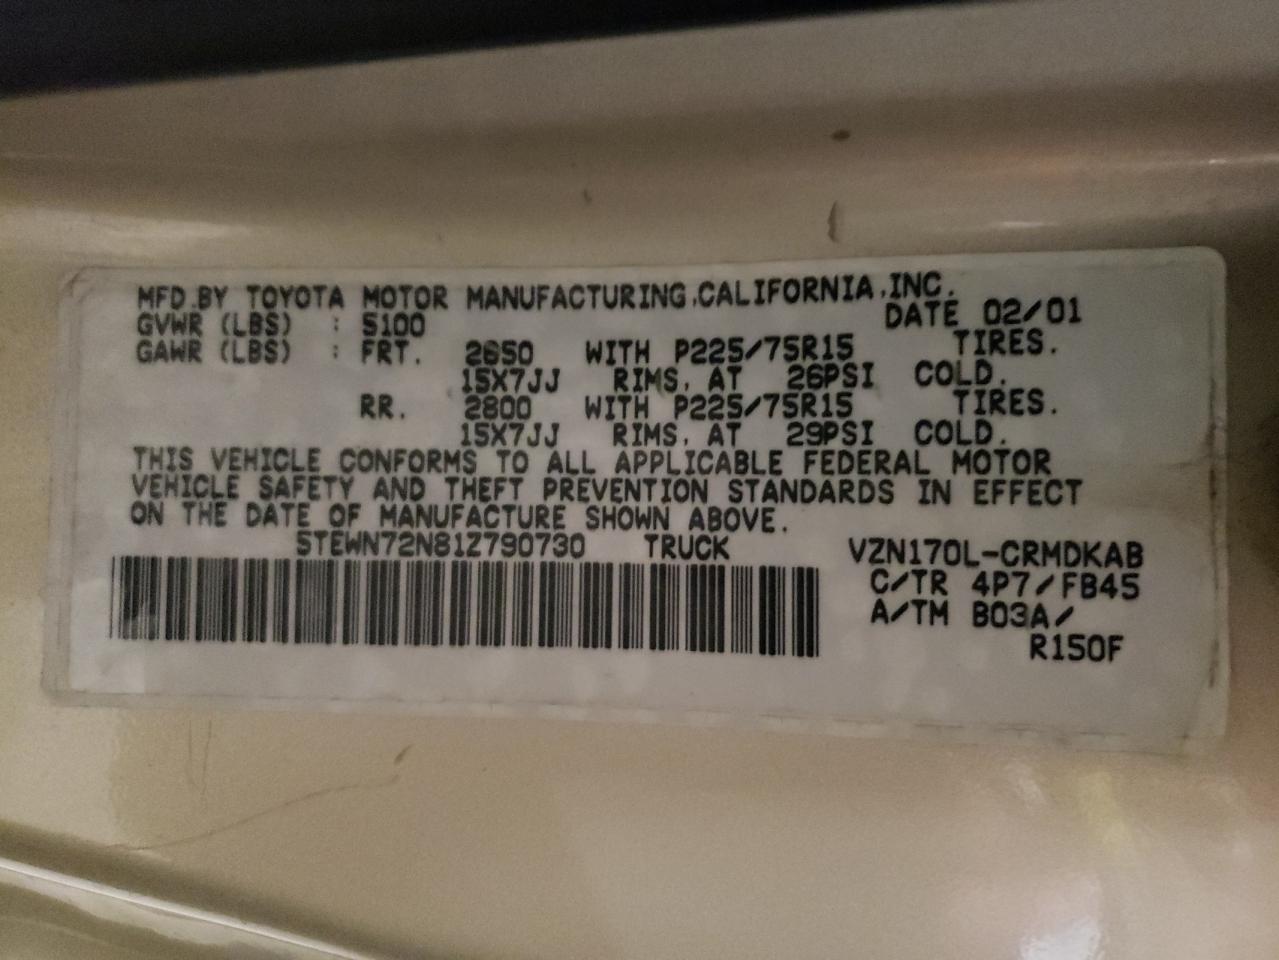 MFD.BY TOYOTA MOTOR MANUFACTURING,CALIFORNIA,INC.
DATE 02/01
GVWR (LBS) : 5100
GAWR (LBS) : FRT. 2650 WITH P225/75R15 TIRES.
15X7JJ RIMS, AT 26PSI COLD.
RR. 2800 WITH P225/75R15 TIRES.
15X7JJ RIMS, AT 29PSI COLD.
THIS VEHICLE CONFORMS TO ALL APPLICABLE FEDERAL MOTOR
VEHICLE SAFETY AND THEFT PREVENTION STANDARDS IN EFFECT
ON THE DATE OF MANUFACTURE SHOWN ABOVE.
5TEWN72N81Z790730 TRUCK VZN170L-CRMDKAB
C/TR 4P7/FB45
A/TM B03A/
R150F